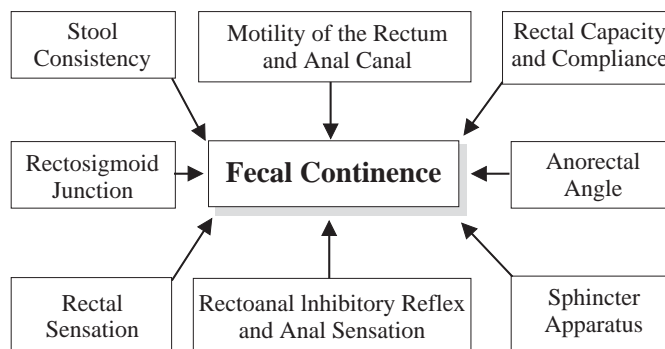 Stool
Consistency
Motility of the Rectum
and Anal Canal
Rectal Capacity
and Compliance
Rectosigmoid
Junction
Fecal Continence
Anorectal
Angle
Rectal
Sensation
Rectoanal lnhibitory Reflex
and Anal Sensation
Sphincter
Apparatus